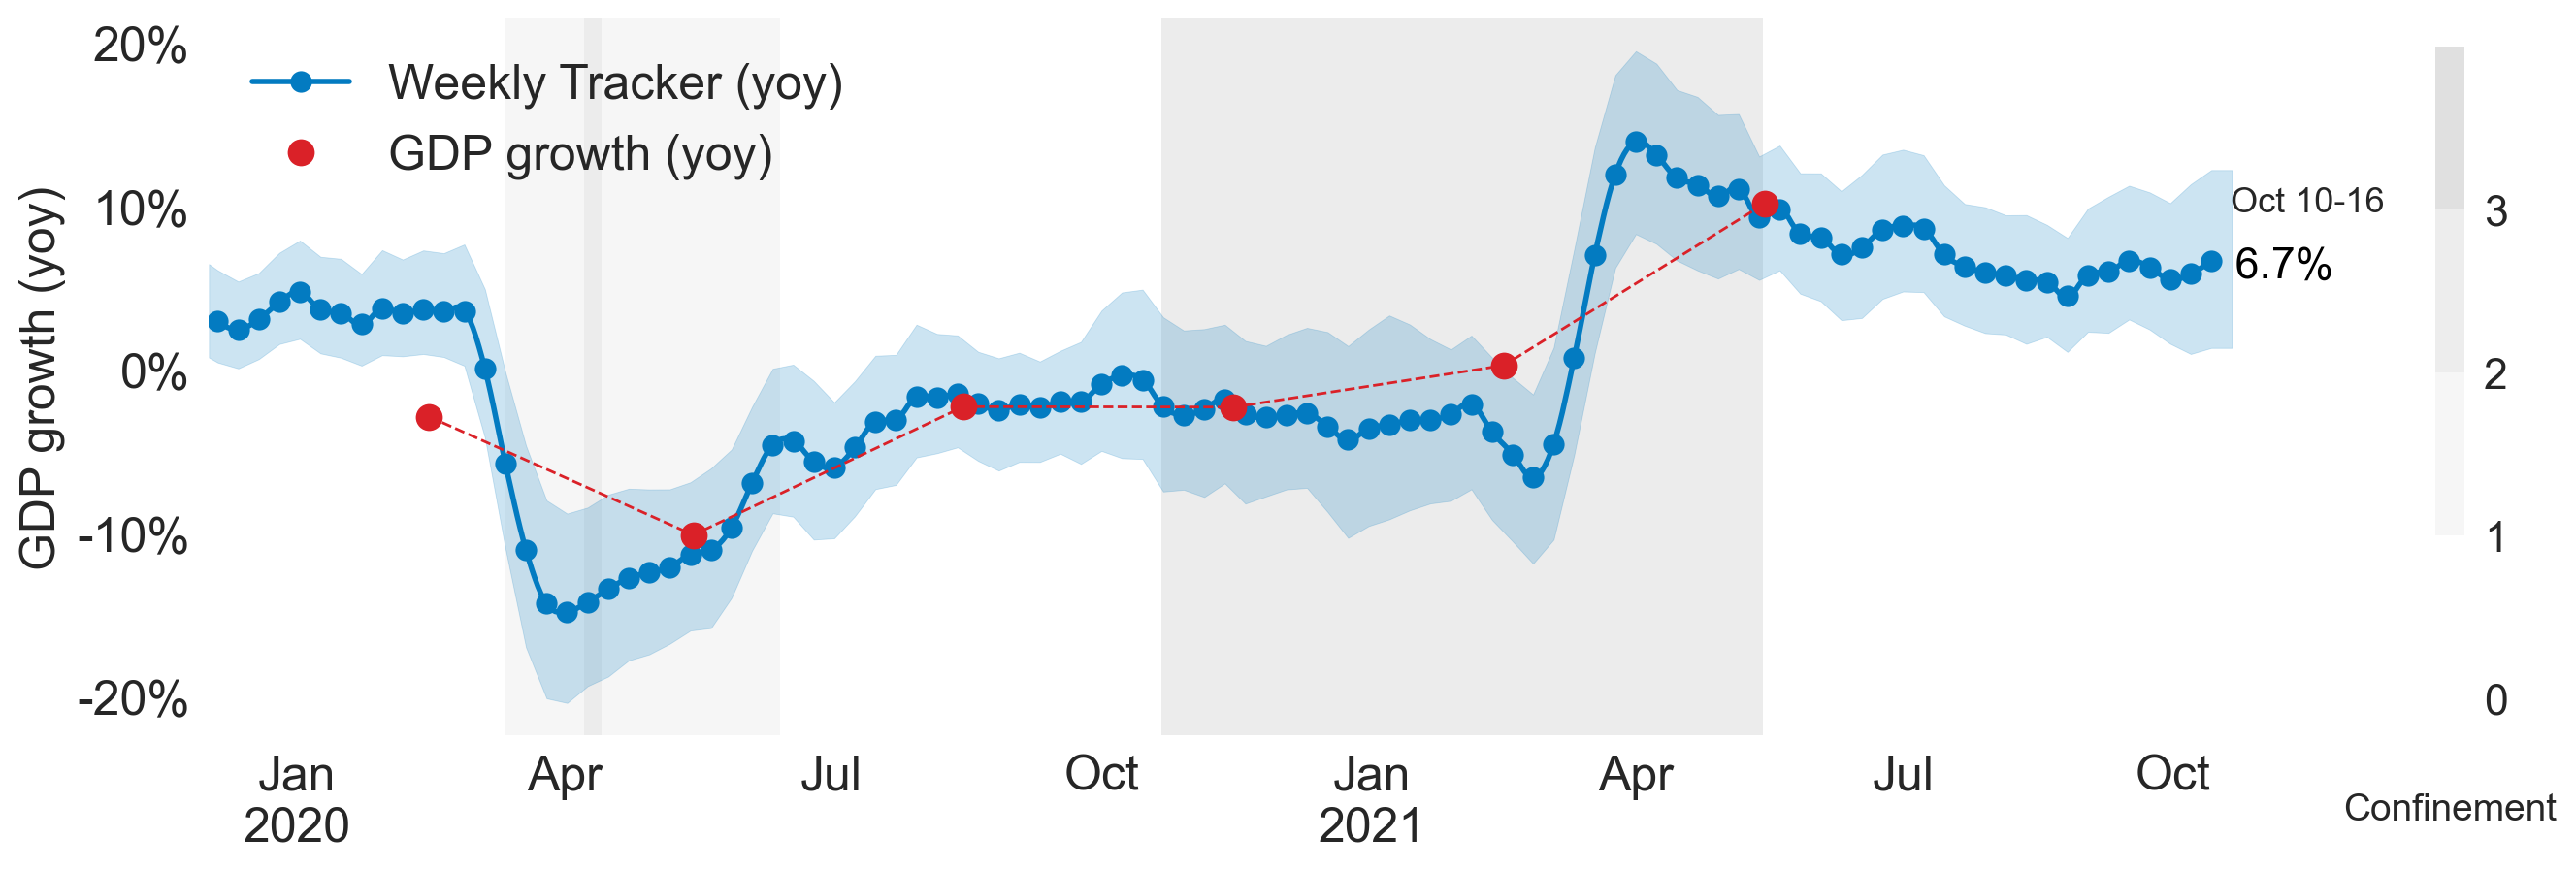 20%
10%
0%
-10%
-20%
GDP growth (yoy)
Weekly Tracker (yoy)
GDP growth (yoy)
Oct 10-16
6.7%
3
2
1
0
Confinement
Jan
2020
Apr
Jul
Oct
Jan
2021
Apr
Jul
Oct